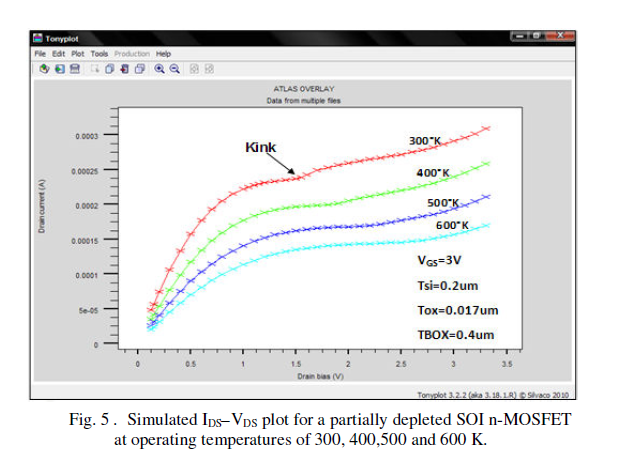 Tonyplot
File Edit Plot Tools Production Help
ATLAS OVERLAY
Data from multiple files
Drain current (A)
0.0003
0.00025
0.0002
0.00015
0.0001
5e-05
0
Kink
300°K
400°K
500°K
600°K
VGS=3V
Tsi=0.2um
Tox=0.017um
TBOX=0.4um
0 0.5 1 1.5 2 2.5 3 3.5
Drain bias (V)
Tonyplot 3.2.2 (aka 3.18.1.R) © Silvaco 2010
Fig. 5 . Simulated IDS–VDS plot for a partially depleted SOI n-MOSFET
at operating temperatures of 300, 400,500 and 600 K.